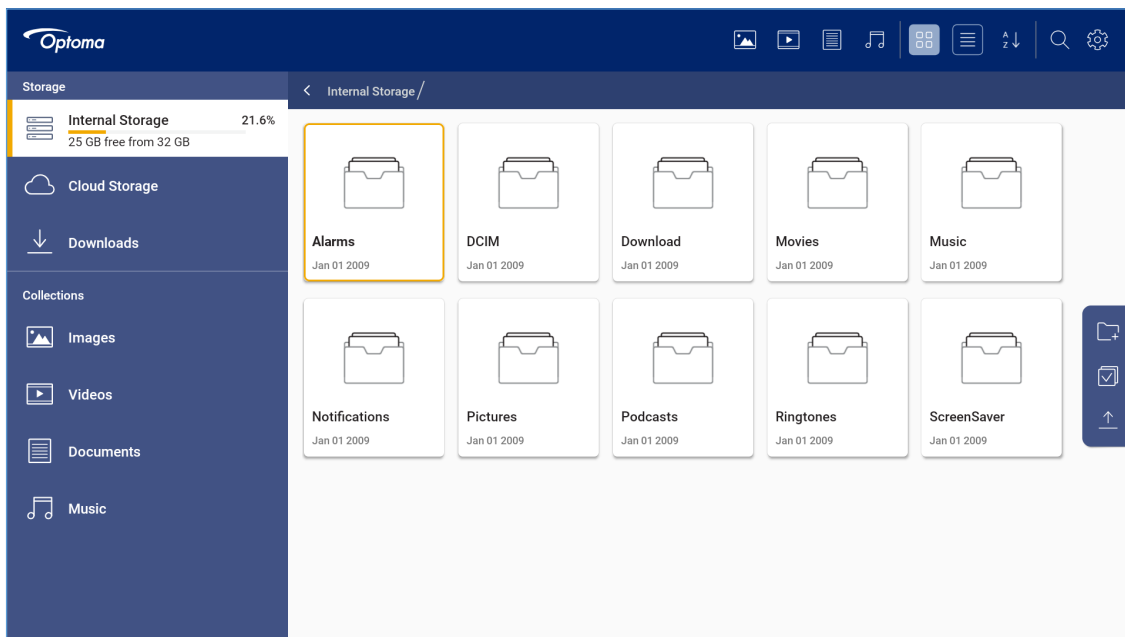 Optoma
A
Z
Storage
Internal Storage
21.6%
25 GB free from 32 GB
Cloud Storage
Downloads
Collections
Images
Videos
Documents
Music
Internal Storage /
Alarms
Jan 01 2009
DCIM
Jan 01 2009
Download
Jan 01 2009
Movies
Jan 01 2009
Music
Jan 01 2009
Notifications
Jan 01 2009
Pictures
Jan 01 2009
Podcasts
Jan 01 2009
Ringtones
Jan 01 2009
ScreenSaver
Jan 01 2009